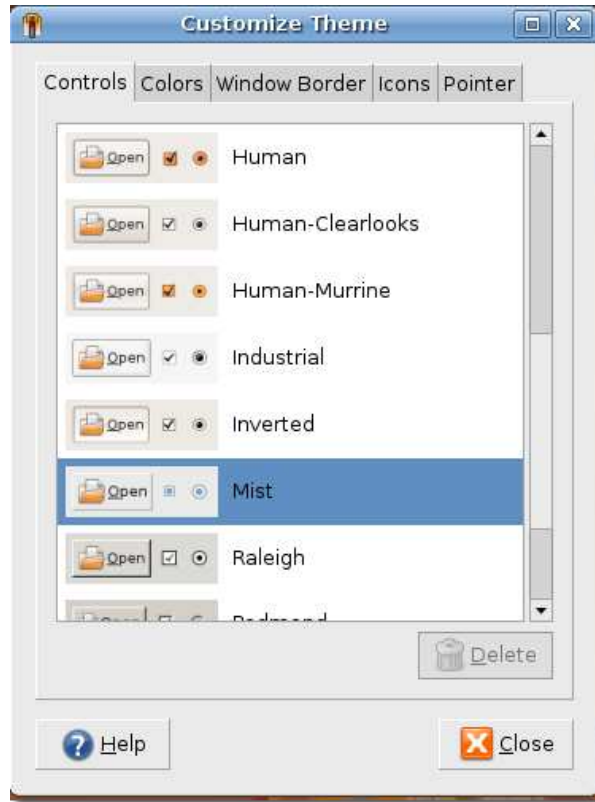 Customize Theme
Controls Colors Window Border Icons Pointer
Open Human
Open Human-Clearlooks
Open Human-Murrine
Open Industrial
Open Inverted
Open Mist
Open Raleigh
Delete
Help Close